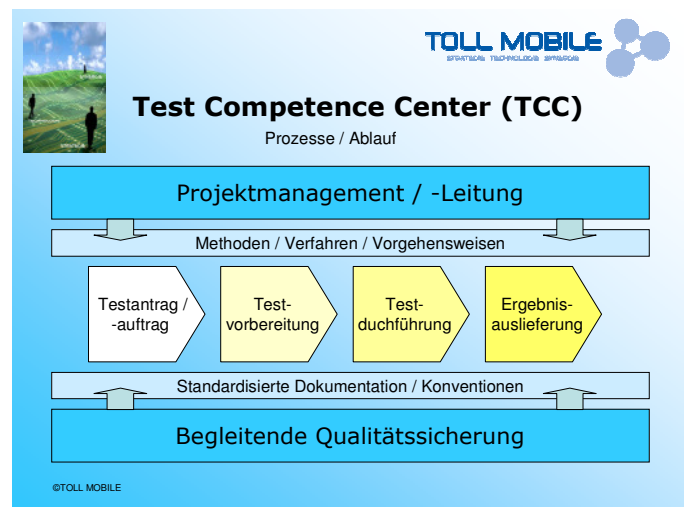 TOLL MOBILE
Test Competence Center (TCC)
Prozesse / Ablauf
Projektmanagement / -Leitung
Methoden / Verfahren / Vorgehensweisen
Testantrag /
-auftrag
Test-
vorbereitung
Test-
duchführung
Ergebnis-
auslieferung
Standardisierte Dokumentation / Konventionen
Begleitende Qualitätssicherung
©TOLL MOBILE